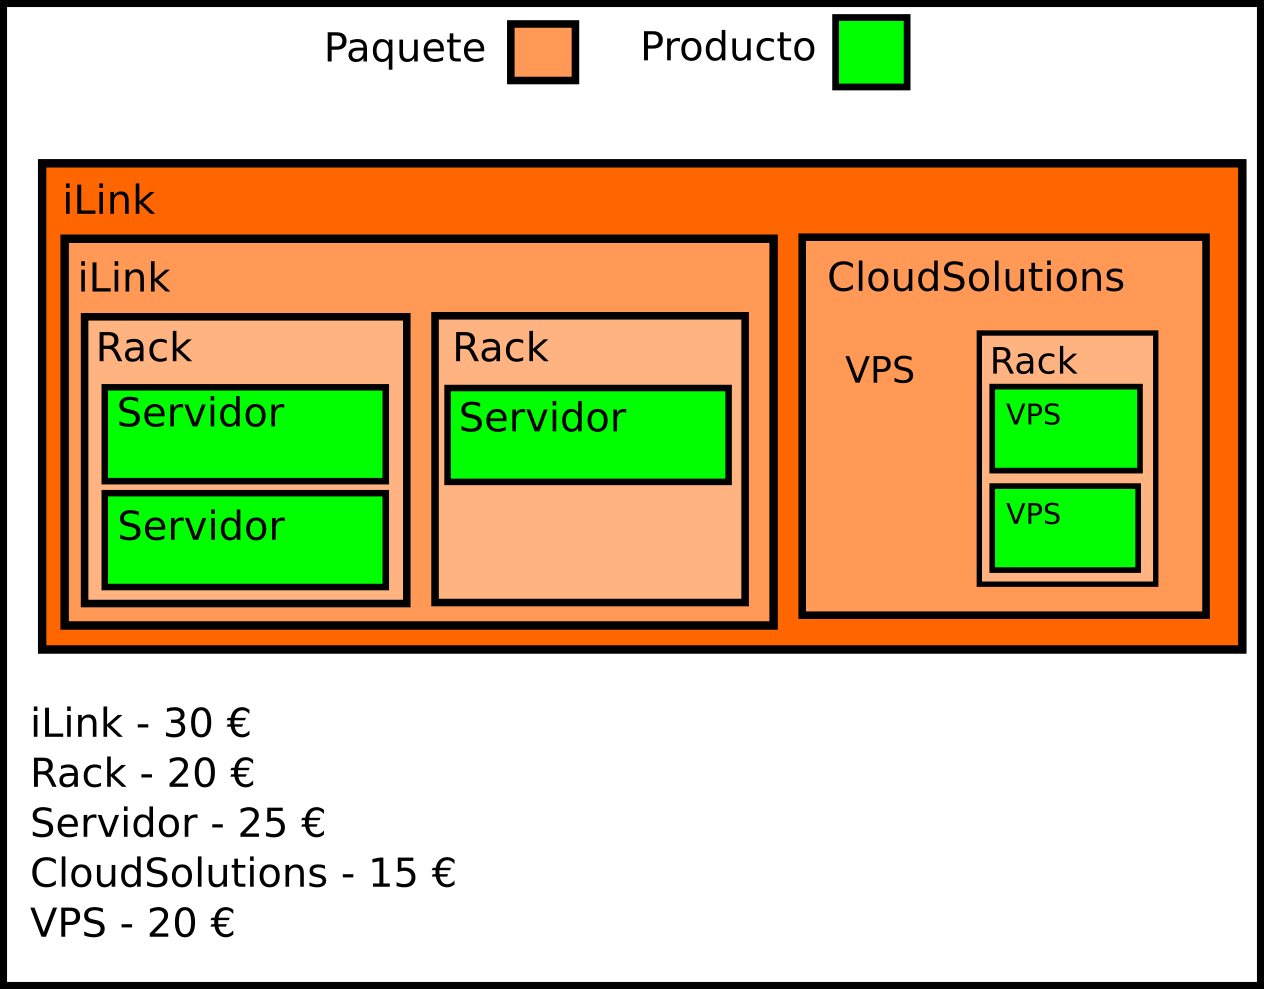 Paquete
Producto
iLink
iLink
CloudSolutions
Rack
Rack
VPS
Rack
Servidor
Servidor
VPS
Servidor
VPS
iLink - 30 €
Rack - 20 €
Servidor - 25 €
CloudSolutions - 15 €
VPS - 20 €